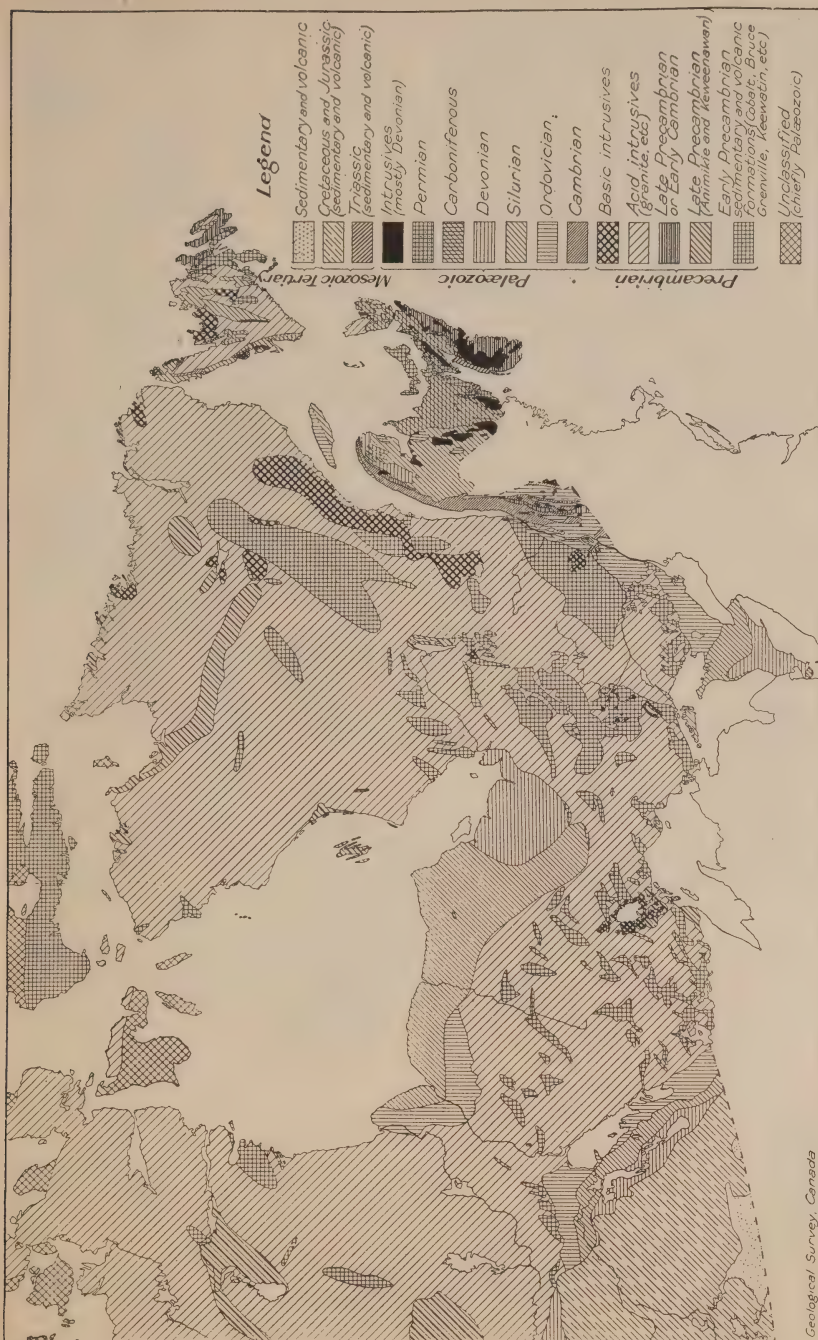 Legend
Tertiary
Sedimentary and volcanic
Mesozoic
Cretaceous and Jurassic
(sedimentary and volcanic)
Triassic
(sedimentary and volcanic)
Palæozoic
Intrusives
(mostly Devonian)
Permian
Carboniferous
Devonian
Silurian
Ordovician
Cambrian
Precambrian
Basic intrusives
Acid intrusives
(granite, etc)
Late Precambrian
or Early Cambrian
Late Precambrian
(Animikie and Keweenawan)
Early Precambrian
sedimentary and volcanic
formations (Cobalt, Bruce
Grenville, Keewatin, etc)
Unclassified
(chiefly Palæozoic)
Geological Survey, Canada